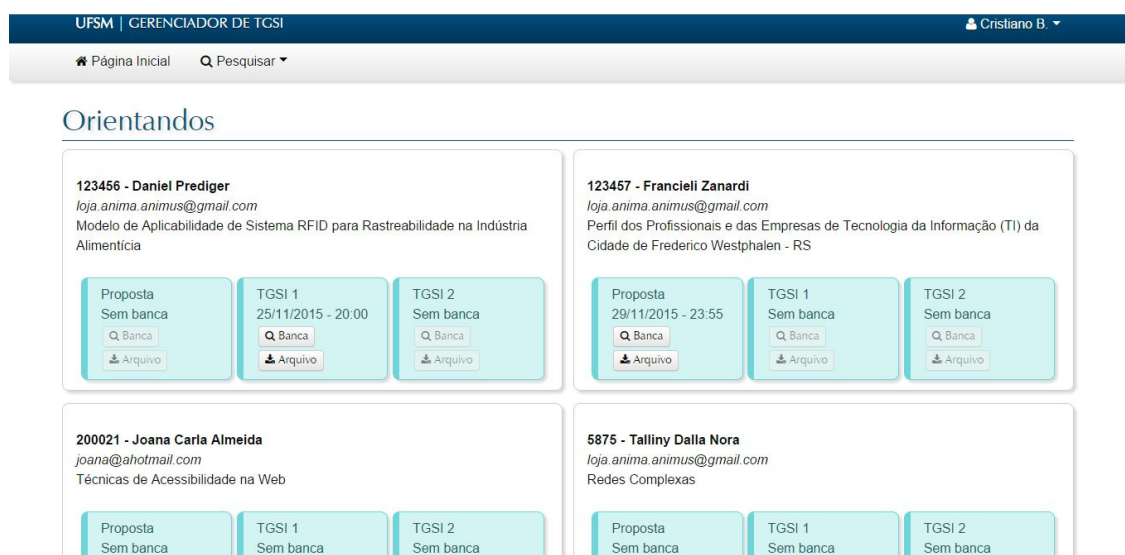 UFSM | GERENCIADOR DE TGSI
Cristiano B.
Página Inicial
Pesquisar
Orientandos
123456 - Daniel Prediger
loja.anima.animus@gmail.com
Modelo de Aplicabilidade de Sistema RFID para Rastreabilidade na Indústria
Alimentícia
Proposta
Sem banca
Banca
Arquivo
TGSI 1
25/11/2015 - 20:00
Banca
Arquivo
TGSI 2
Sem banca
Banca
Arquivo
123457 - Francieli Zanardi
loja.anima.animus@gmail.com
Perfil dos Profissionais e das Empresas de Tecnologia da Informação (TI) da
Cidade de Frederico Westphalen - RS
Proposta
29/11/2015 - 23:55
Banca
Arquivo
TGSI 1
Sem banca
Banca
Arquivo
TGSI 2
Sem banca
Banca
Arquivo
200021 - Joana Carla Almeida
joana@ahotmail.com
Técnicas de Acessibilidade na Web
Proposta
Sem banca
TGSI 1
Sem banca
TGSI 2
Sem banca
5875 - Talliny Dalla Nora
loja.anima.animus@gmail.com
Redes Complexas
Proposta
Sem banca
TGSI 1
Sem banca
TGSI 2
Sem banca